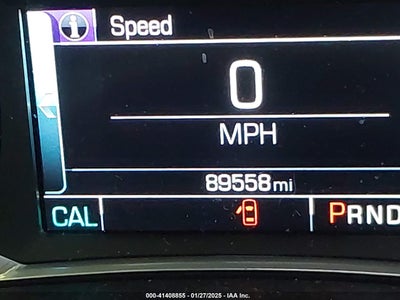 Speed
0
MPH
89558 mi
CAL PRND
000-41408855 - 01/27/2025 - IAA Inc.